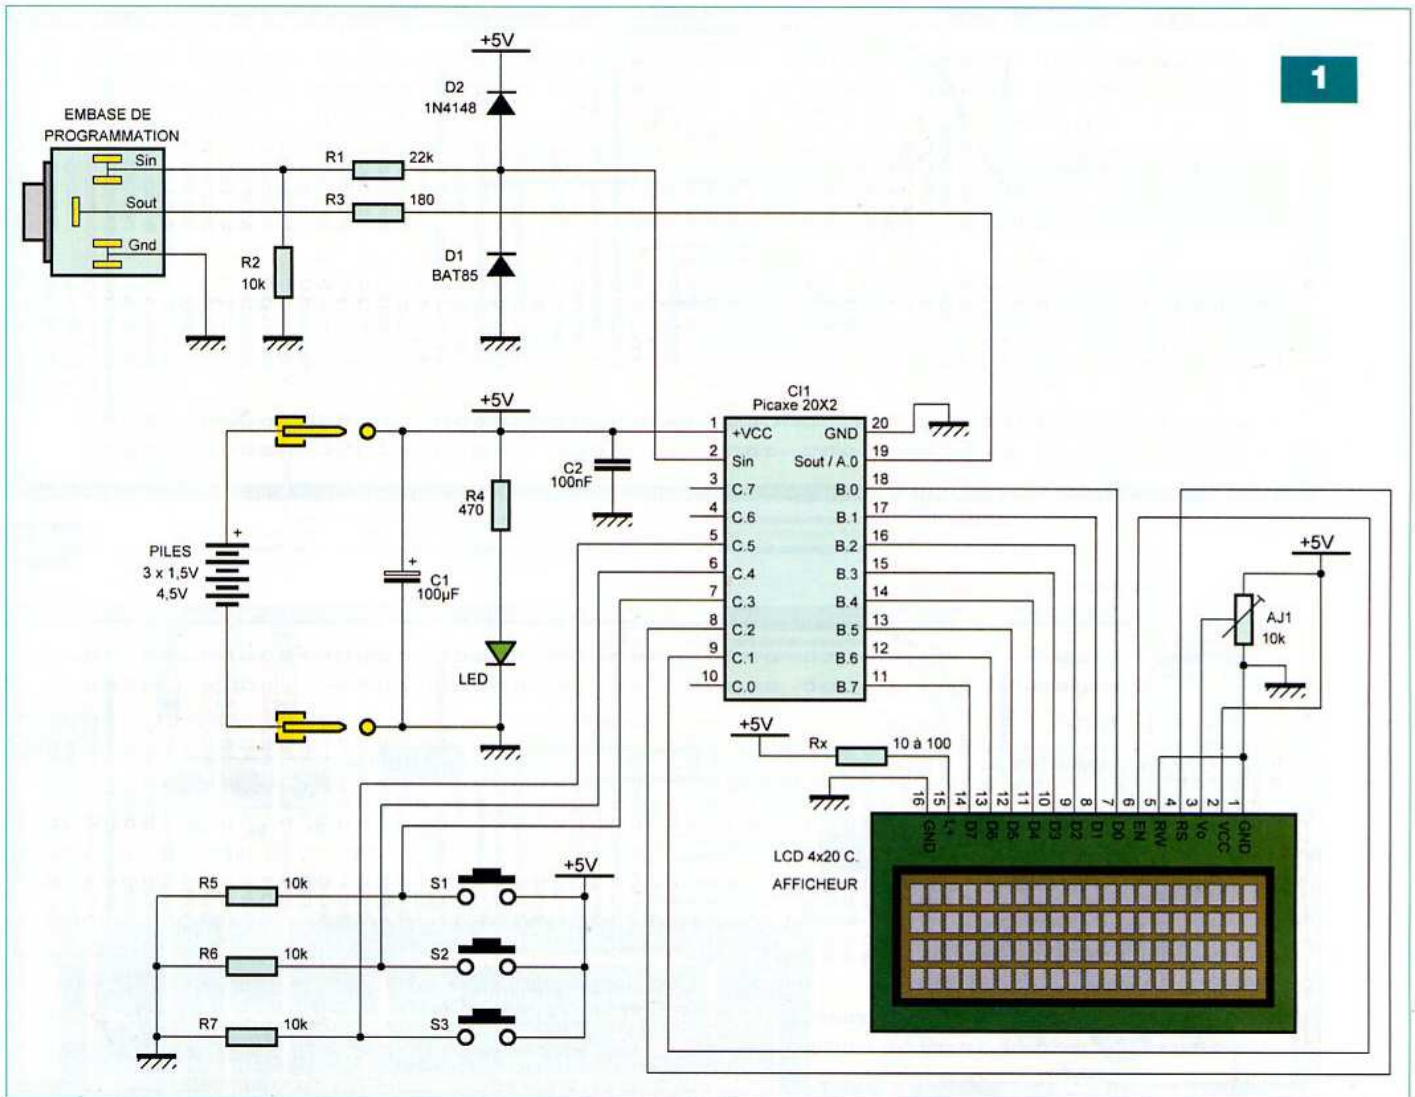 1
+5V
D2
1N4148
EMBASE DE
PROGRAMMATION
Sin
Sout
Gnd
R1
22k
R3
180
R2
10k
D1
BAT85
+5V
CI1
Picaxe 20X2
1
+VCC
GND
20
2
Sin
Sout / A.0
19
3
C.7
B.0
18
4
C.6
B.1
17
5
C.5
B.2
16
6
C.4
B.3
15
7
C.3
B.4
14
8
C.2
B.5
13
9
C.1
B.6
12
10
C.0
B.7
11
C2
100nF
R4
470
PILES
3 x 1,5V
4,5V
+
+
C1
100µF
LED
+5V
AJ1
10k
+5V
Rx
10 à 100
16
15
14
13
12
11
10
9
8
7
6
5
4
3
2
1
GND
L+
D7
D6
D5
D4
D3
D2
D1
D0
EN
RW
RS
Vo
VCC
GND
LCD 4x20 C.
AFFICHEUR
+5V
R5
10k
S1
R6
10k
S2
R7
10k
S3